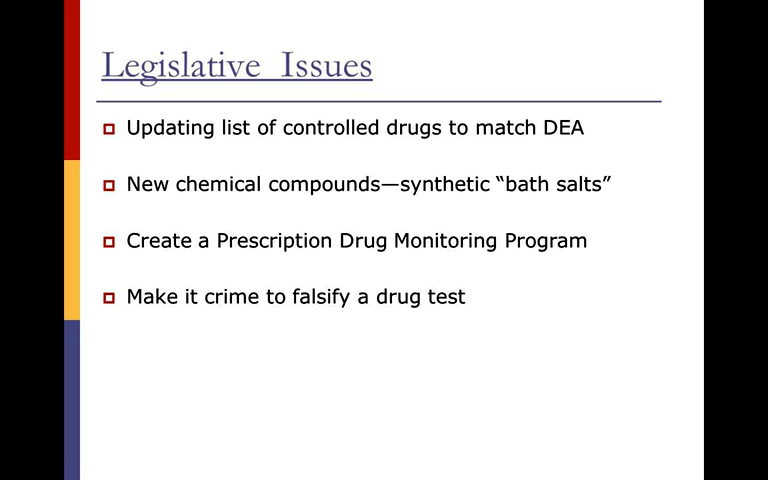 Legislative Issues
Updating list of controlled drugs to match DEA
New chemical compounds—synthetic “bath salts”
Create a Prescription Drug Monitoring Program
Make it crime to falsify a drug test